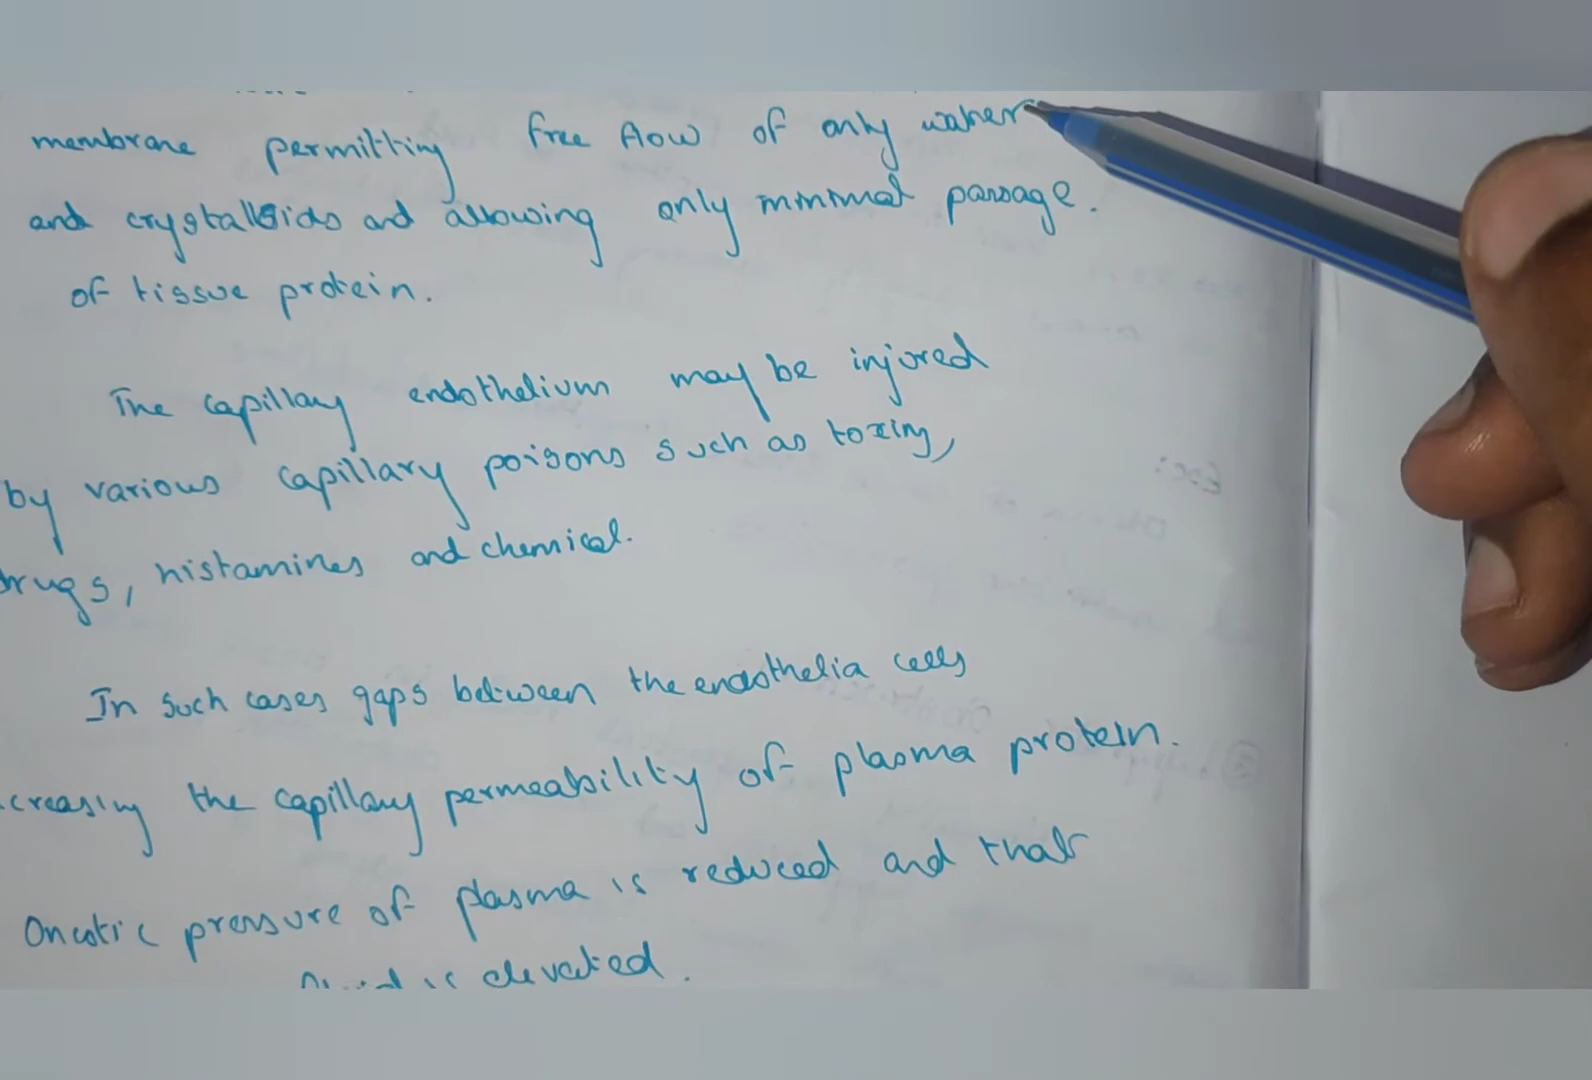 membrane permitting free flow of only water
and crystalloids and allowing only minimal passage.
of tissue protein.
The capillary endothelium may be injured
by various capillary poisons such as toxins,
drugs, histamines and chemical.
In such cases gaps between the endothelia cells
creasing the capillary permeability of plasma protein.
Oncotic pressure of plasma is reduced and that
is elevated.